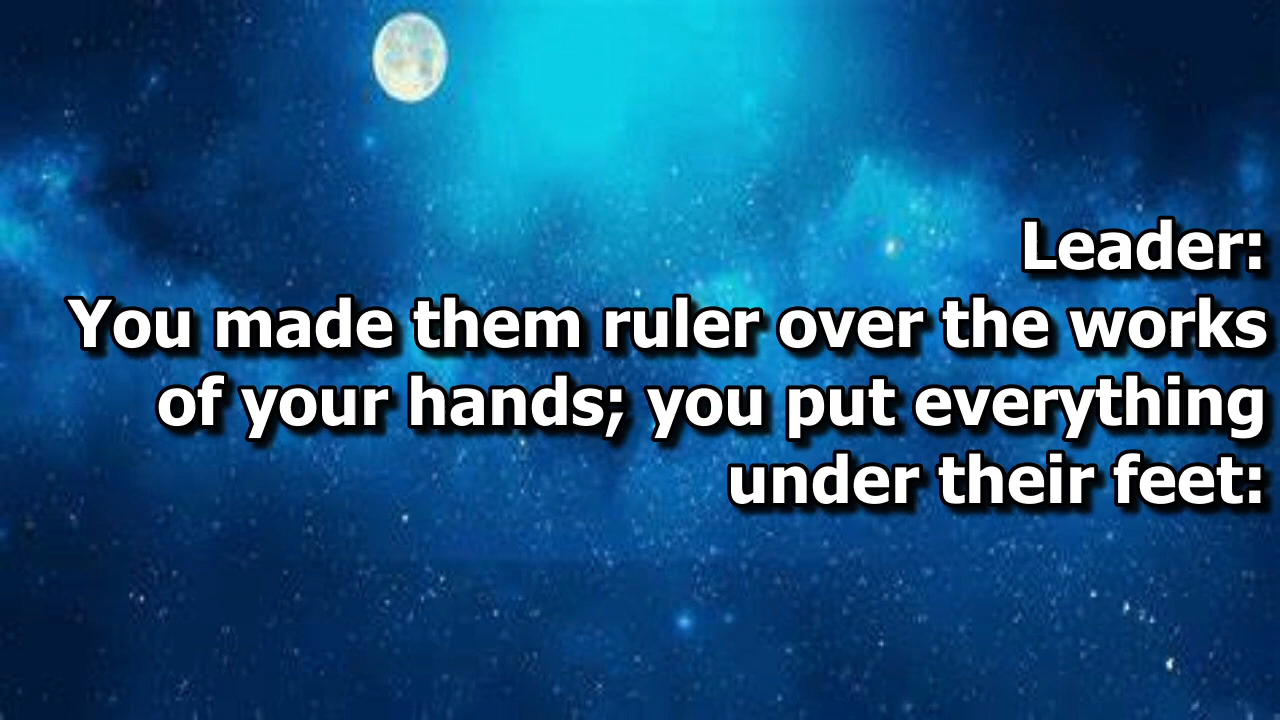 Leader:
You made them ruler over the works
of your hands; you put everything
under their feet: